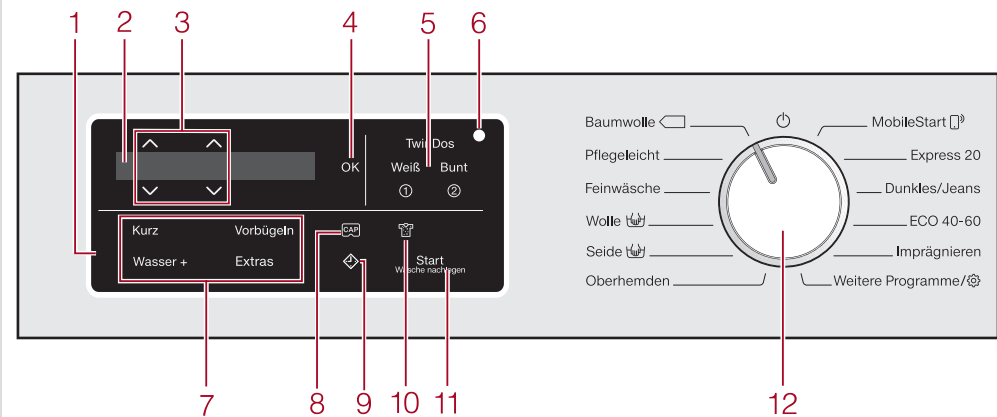 1 2 3 4 5 6
TwinDos
OK Weiß Bunt
① ②
Kurz Vorbügeln CAP
Wasser + Extras Start
Wäsche nachlegen
Baumwolle MobileStart
Pflegeleicht Express 20
Feinwäsche Dunkles/Jeans
Wolle ECO 40-60
Seide Imprägnieren
Oberhemden Weitere Programme/
7 8 9 10 11 12